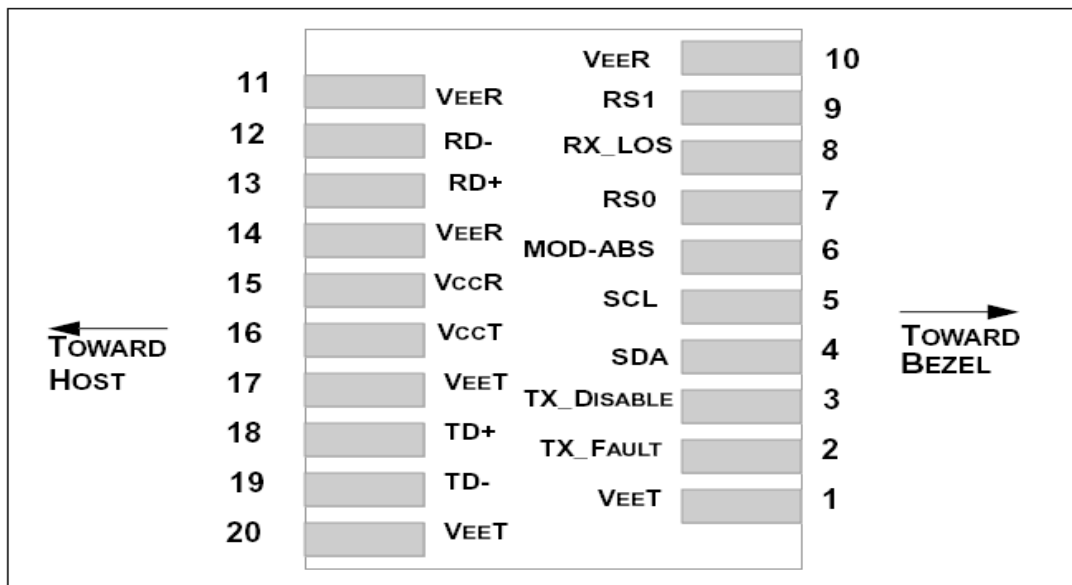 11 VEER
12 RD-
13 RD+
14 VEER
15 VCCR
16 VCCT
17 VEET
18 TD+
19 TD-
20 VEET
VEER 10
RS1 9
RX_LOS 8
RS0 7
MOD-ABS 6
SCL 5
SDA 4
TX_DISABLE 3
TX_FAULT 2
VEET 1
TOWARD
HOST
TOWARD
BEZEL